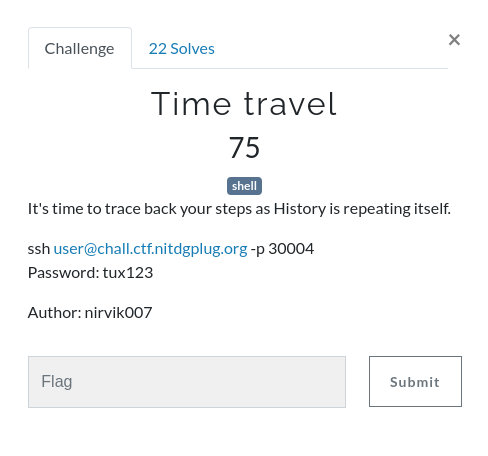 Challenge
22 Solves
×
Time travel
75
shell
It's time to trace back your steps as History is repeating itself.
ssh user@chall.ctf.nitdgplug.org -p 30004
Password: tux123
Author: nirvik007
Flag
Submit